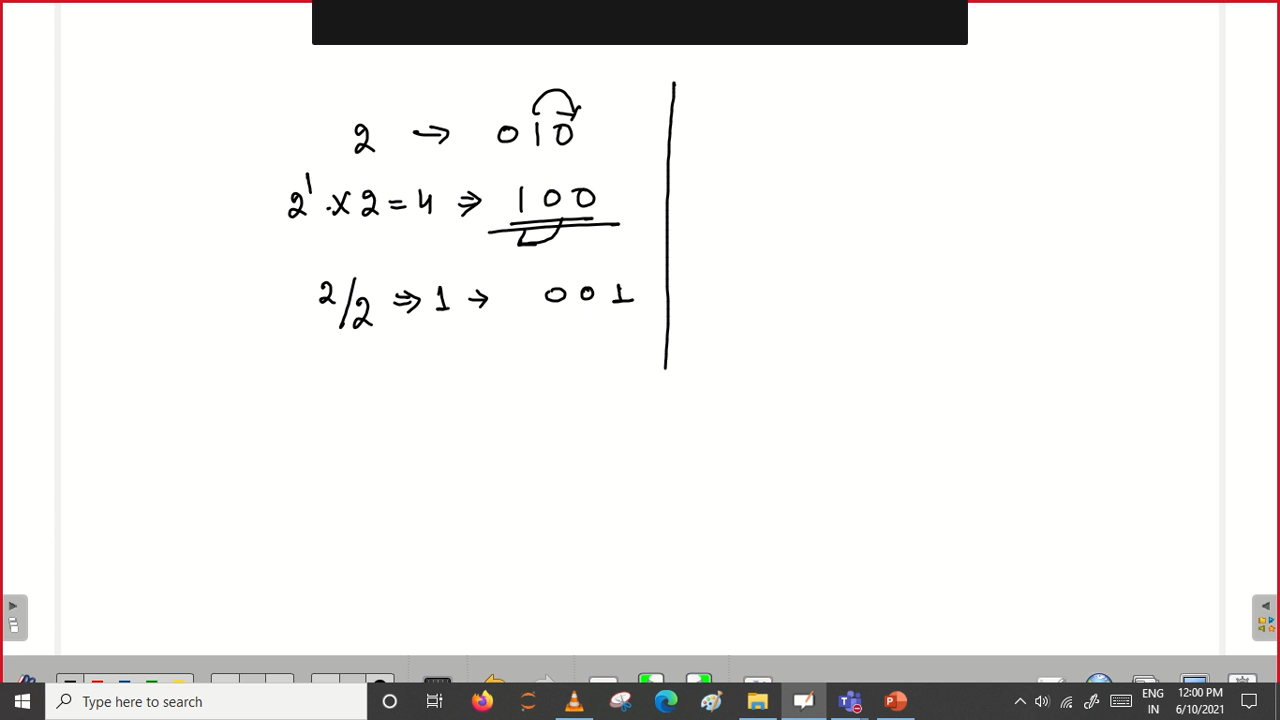 2 → 010
2¹ .x 2 = 4 ⇒ 100
2/2 ⇒ 1 → 001
Type here to search
ENG
IN
12:00 PM
6/10/2021